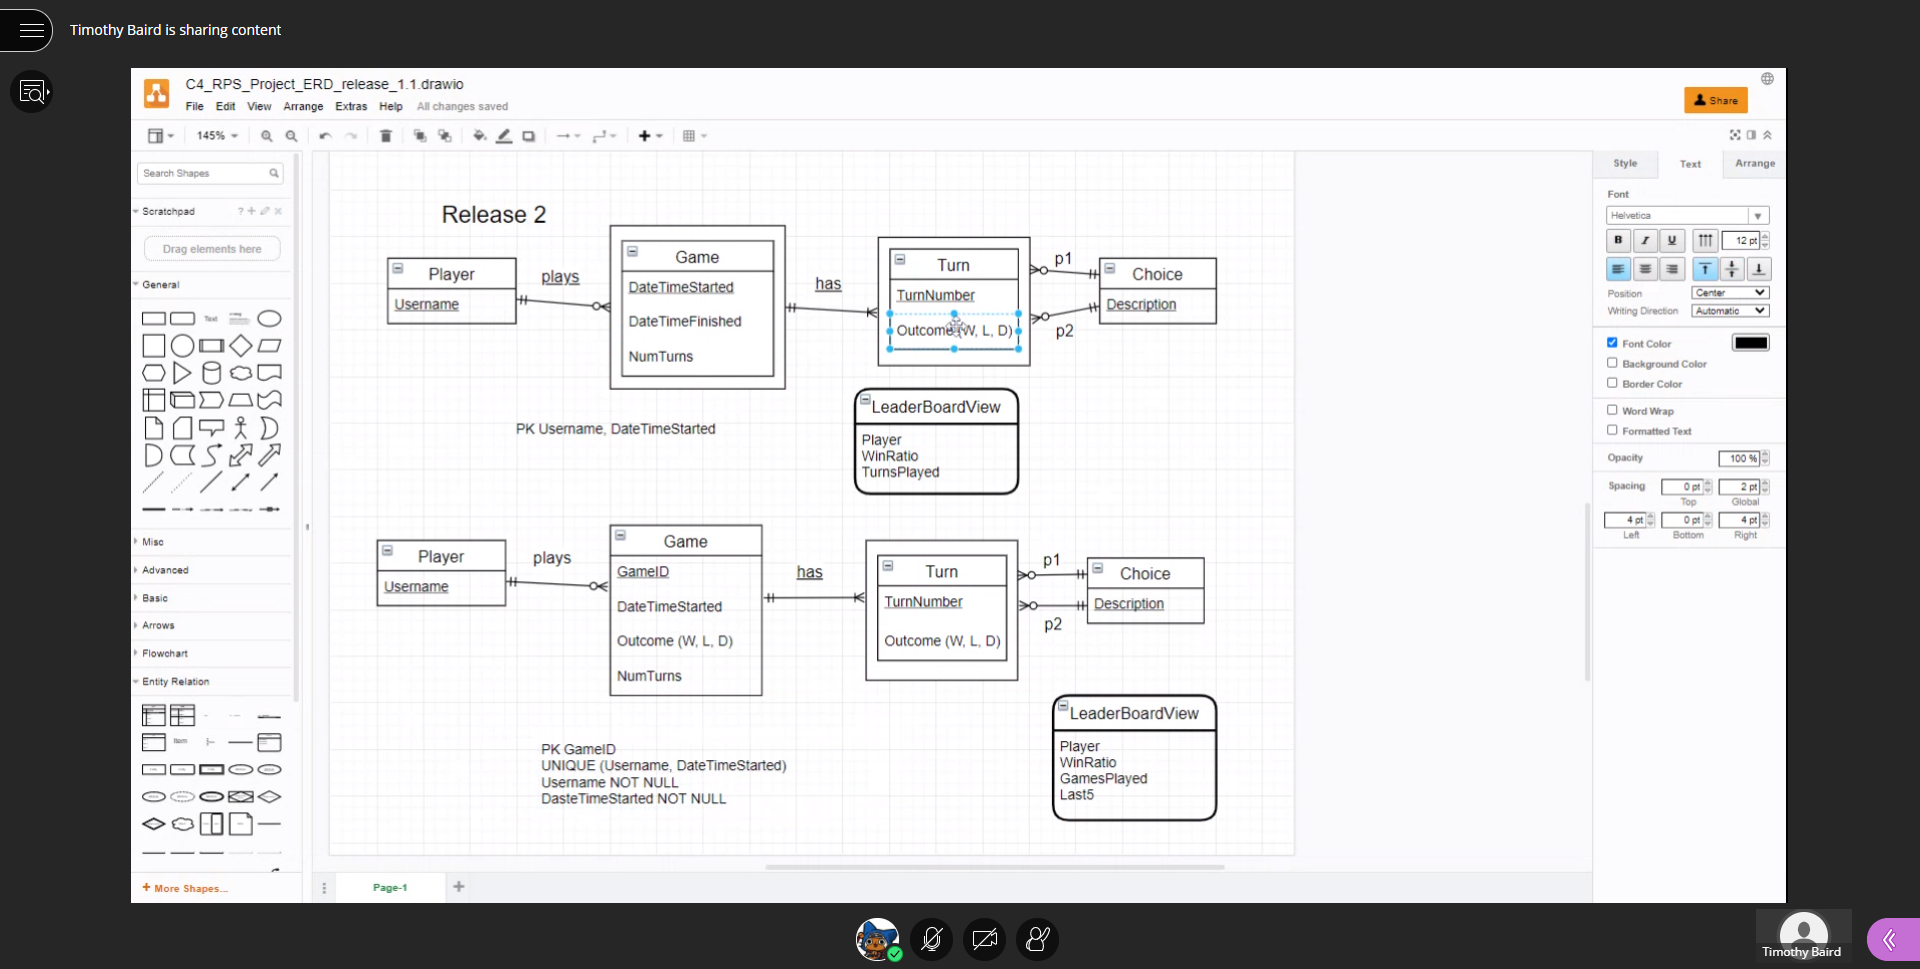 Timothy Baird is sharing content
C4_RPS_Project_ERD_release_1.1.drawio
File Edit View Arrange Extras Help All changes saved
Share
145%
Search Shapes
Scratchpad
Drag elements here
General
Text
Misc
Advanced
Basic
Arrows
Flowchart
Entity Relation
Item
+ More Shapes...
Release 2
Player
Username
plays
Game
DateTimeStarted
DateTimeFinished
NumTurns
has
Turn
TurnNumber
Outcome (W, L, D)
p1
p2
Choice
Description
PK Username, DateTimeStarted
LeaderBoardView
Player
WinRatio
TurnsPlayed
Player
Username
plays
Game
GameID
DateTimeStarted
Outcome (W, L, D)
NumTurns
has
Turn
TurnNumber
Outcome (W, L, D)
p1
p2
Choice
Description
PK GameID
UNIQUE (Username, DateTimeStarted)
Username NOT NULL
DasteTimeStarted NOT NULL
LeaderBoardView
Player
WinRatio
GamesPlayed
Last5
Page-1
Style Text Arrange
Font
Helvetica
B I U 12 pt
Position Center
Writing Direction Automatic
Font Color
Background Color
Border Color
Word Wrap
Formatted Text
Opacity 100 %
Spacing 0 pt 2 pt
Top Global
4 pt 0 pt 4 pt
Left Bottom Right
Timothy Baird